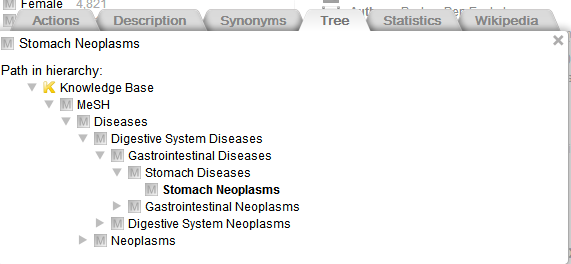 Female 4,821
Actions Description Synonyms Tree Statistics Wikipedia
M Stomach Neoplasms
Path in hierarchy:
K Knowledge Base
M MeSH
M Diseases
M Digestive System Diseases
M Gastrointestinal Diseases
M Stomach Diseases
M Stomach Neoplasms
M Gastrointestinal Neoplasms
M Digestive System Neoplasms
M Neoplasms